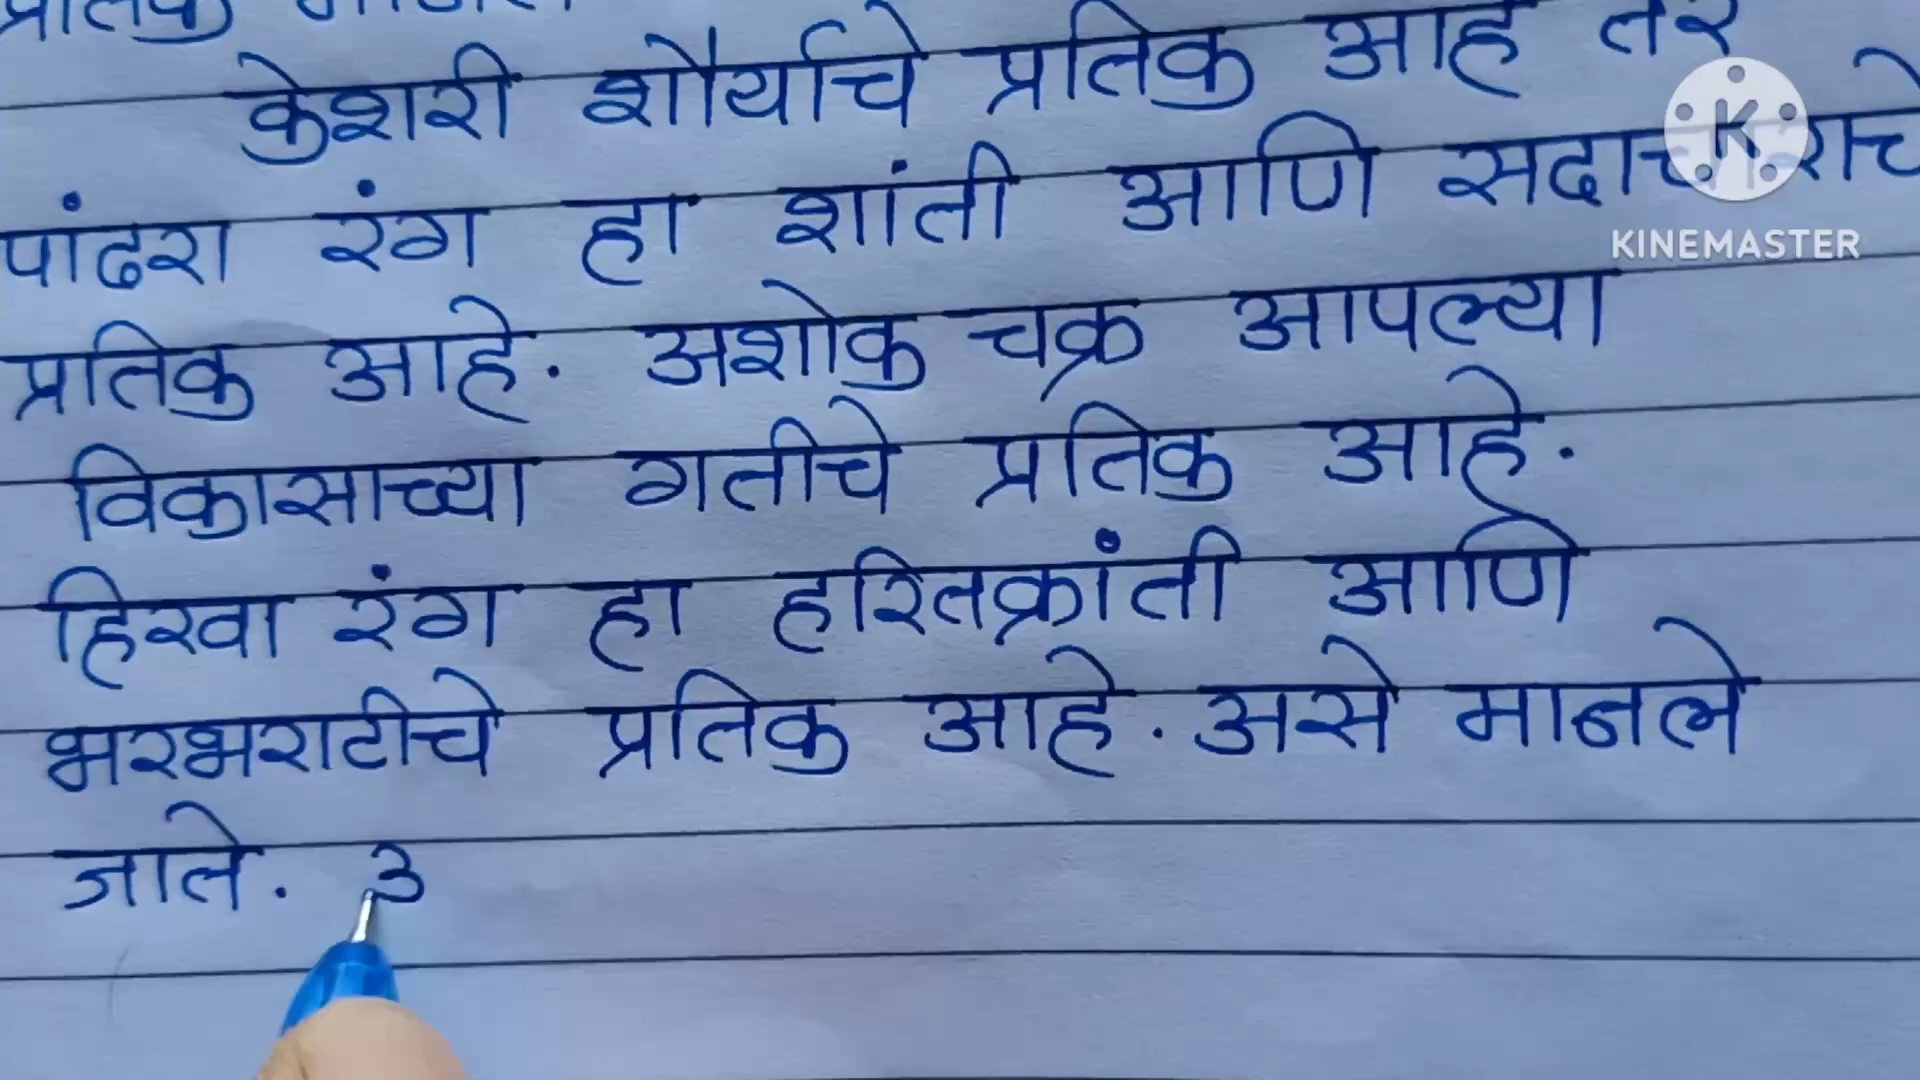 प्रतिक
केशरी शौर्याचे प्रतिक आहे तर
पांढरा रंग हा शांती आणि सदाचाराचे
प्रतिक आहे. अशोक चक्र आपल्या
विकासाच्या गतीचे प्रतिक आहे.
हिरवा रंग हा हरितक्रांती आणि
भरभराटीचे प्रतिक आहे. असे मानले
जाते.
K
KINEMASTER